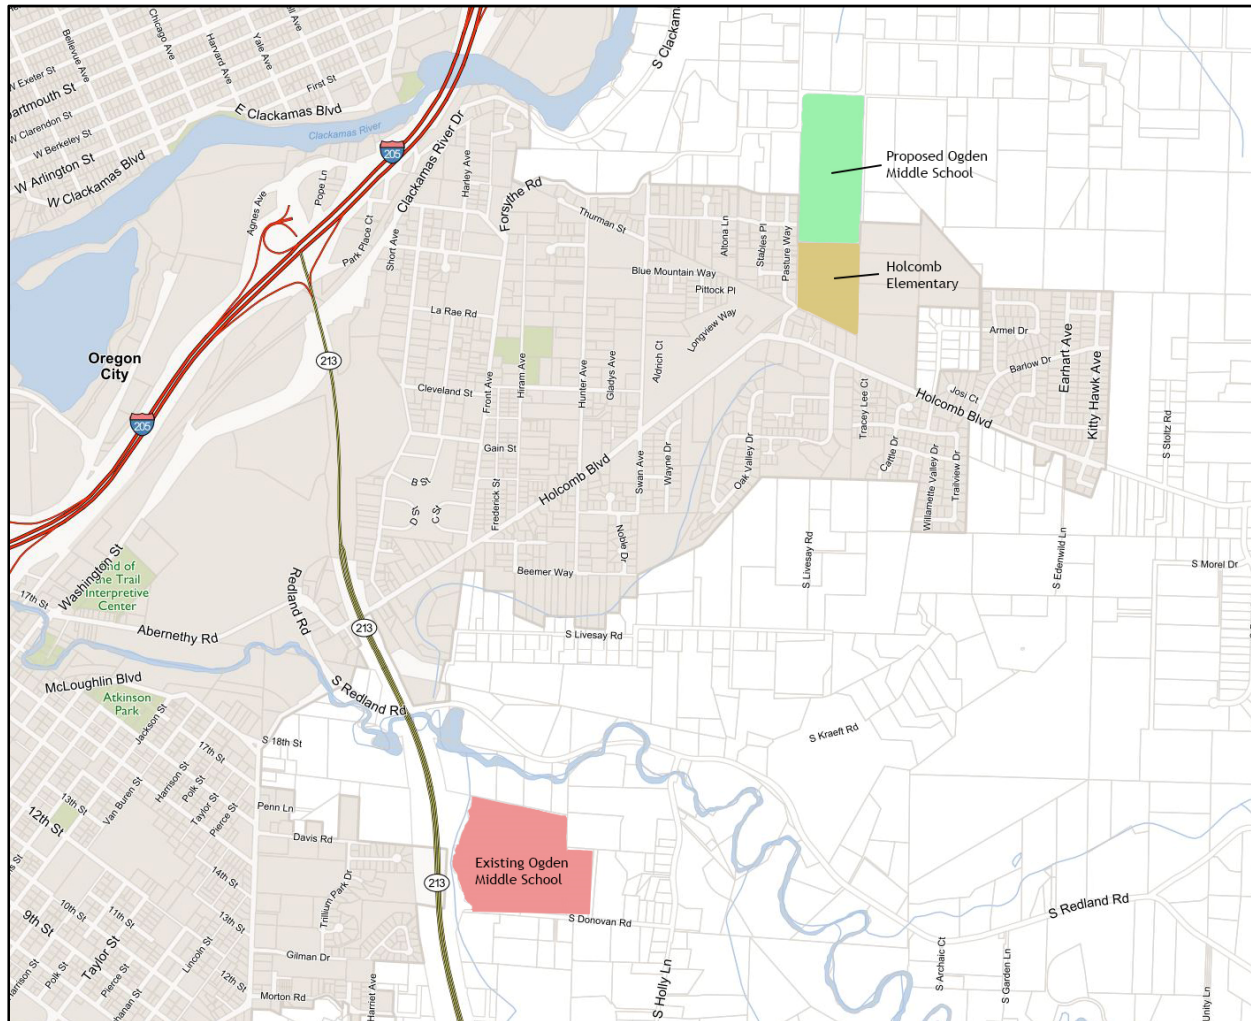 Bellevue Ave
Chicago Ave
Harvard Ave
Yale Ave
W Exeter St
First St
Dartmouth St
W Clarendon St
W Berkeley St
W Arlington St
W Clackamas Blvd
E Clackamas Blvd
Clackamas River
205
Clackamas River Dr
S Clackam
Agnes Ave
Pope Ln
Park Place Ct
Short Ave
Harley Ave
Forsythe Rd
Thurman St
Altona Ln
Stables Pl
Pasture Way
Blue Mountain Way
Pittock Pl
Longview Way
Proposed Ogden
Middle School
Holcomb
Elementary
La Rae Rd
213
Oregon
City
205
Cleveland St
Front Ave
Hiram Ave
Hunter Ave
Gladys Ave
Aldrich Ct
Armel Dr
Barlow Dr
Earhart Ave
Kitty Hawk Ave
Josi Ct
Holcomb Blvd
Tracey Lee Ct
Cattle Dr
Willamette Valley Dr
Trailview Dr
Oak Valley Dr
S Stoltz Rd
Gain St
B St
C St
D St
Frederick St
Holcomb Blvd
Swan Ave
Wayne Dr
Noble Dr
Beemer Way
S Livesay Rd
S Edenwild Ln
S Morel Dr
Washington St
End of
the Trail
Interpretive
Center
17th St
Abernethy Rd
Redland Rd
213
S Livesay Rd
McLoughlin Blvd
Atkinson
Park
S Redland Rd
Jackson St
S 18th St
S Kraeft Rd
17th St
Harrison St
Polk St
Taylor St
Pierce St
Van Buren St
13th St
12th St
Penn Ln
Davis Rd
Existing Ogden
Middle School
213
14th St
Trillium Park Dr
S Donovan Rd
S Redland Rd
9th St
10th St
11th St
13th St
12th St
Taylor St
Polk St
Pierce St
Lincoln St
Gilman Dr
Morton Rd
Harriet Ave
S Holly Ln
S Archaic Ct
S Garden Ln
Unity Ln
Harrison St